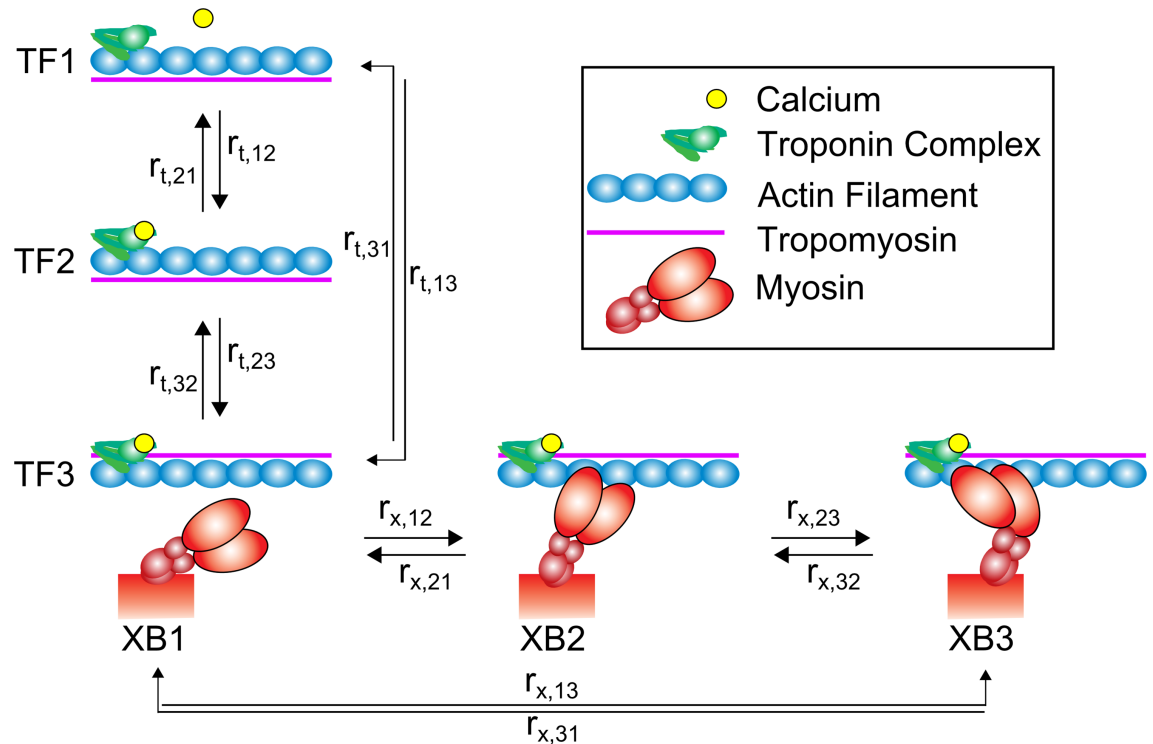 TF1
r_t,21
r_t,12
TF2
r_t,31
r_t,13
r_t,32
r_t,23
TF3
Calcium
Troponin Complex
Actin Filament
Tropomyosin
Myosin
r_x,12
r_x,21
r_x,23
r_x,32
XB1
XB2
XB3
r_x,13
r_x,31